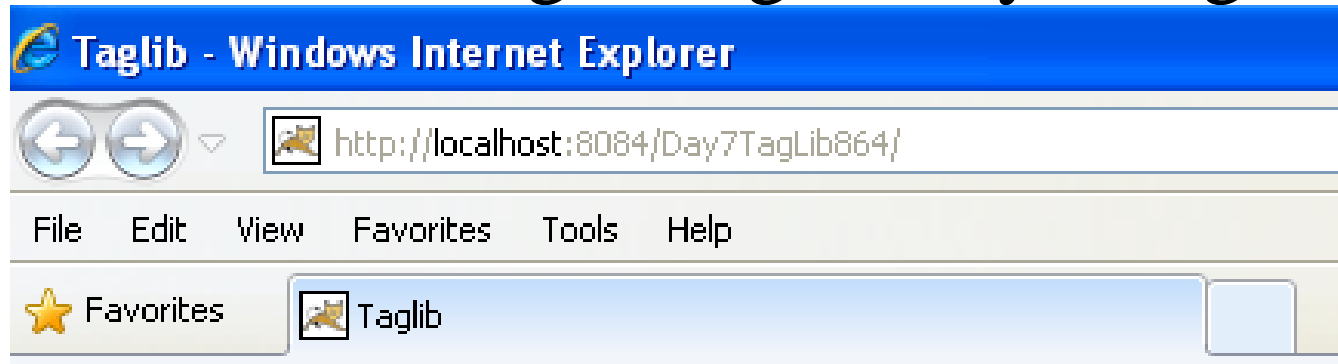 Taglib - Windows Internet Explorer
http://localhost:8084/Day7TagLib864/
File Edit View Favorites Tools Help
Favorites Taglib